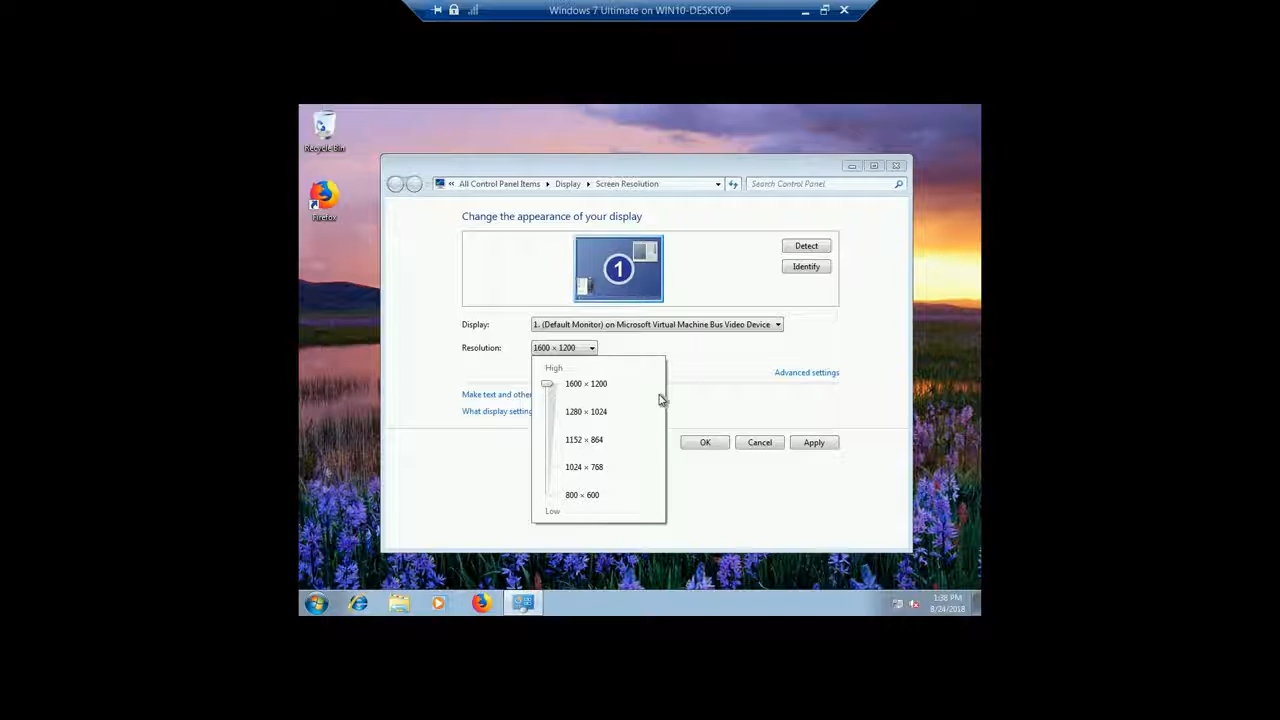 Windows 7 Ultimate on WIN10-DESKTOP
Recycle Bin
Firefox
« All Control Panel Items Display Screen Resolution
Search Control Panel
Change the appearance of your display
1
Detect
Identify
Display:
1. (Default Monitor) on Microsoft Virtual Machine Bus Video Device
Resolution:
1600 × 1200
High
1600 × 1200
1280 × 1024
1152 × 864
1024 × 768
800 × 600
Low
Advanced settings
Make text and other
What display setting
OK
Cancel
Apply
1:38 PM
8/24/2018